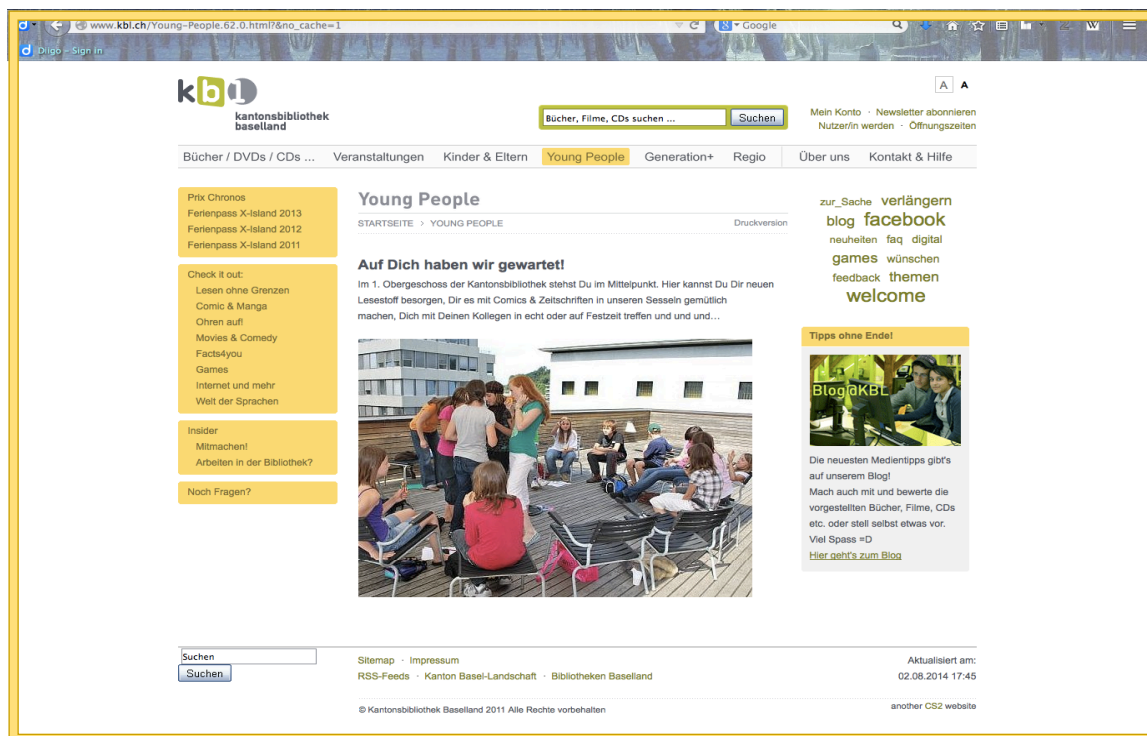 www.kbl.ch/Young-People.62.0.html?&no_cache=1
Google
W
Diigo - Sign in
kbl
kantonsbibliothek
baselland
A A
Bücher, Filme, CDs suchen ...
Suchen
Mein Konto · Newsletter abonnieren
Nutzer/in werden · Öffnungszeiten
Bücher / DVDs / CDs ... Veranstaltungen Kinder & Eltern Young People Generation+ Regio Über uns Kontakt & Hilfe
Prix Chronos
Ferienpass X-Island 2013
Ferienpass X-Island 2012
Ferienpass X-Island 2011
Check it out:
Lesen ohne Grenzen
Comic & Manga
Ohren auf!
Movies & Comedy
Facts4you
Games
Internet und mehr
Welt der Sprachen
Insider
Mitmachen!
Arbeiten in der Bibliothek?
Noch Fragen?
Young People
STARTSEITE > YOUNG PEOPLE
Druckversion
Auf Dich haben wir gewartet!
Im 1. Obergeschoss der Kantonsbibliothek stehst Du im Mittelpunkt. Hier kannst Du Dir neuen
Lesestoff besorgen, Dir es mit Comics & Zeitschriften in unseren Sesseln gemütlich
machen, Dich mit Deinen Kollegen in echt oder auf Festzeit treffen und und und…
zur_Sache verlängern
blog facebook
neuheiten faq digital
games wünschen
feedback themen
welcome
Tipps ohne Ende!
Blog@KBL
Die neuesten Medientipps gibt's
auf unserem Blog!
Mach auch mit und bewerte die
vorgestellten Bücher, Filme, CDs
etc. oder stell selbst etwas vor.
Viel Spass =D
Hier geht's zum Blog
Suchen
Suchen
Sitemap · Impressum
RSS-Feeds · Kanton Basel-Landschaft · Bibliotheken Baselland
Aktualisiert am:
02.08.2014 17:45
© Kantonsbibliothek Baselland 2011 Alle Rechte vorbehalten
another CS2 website